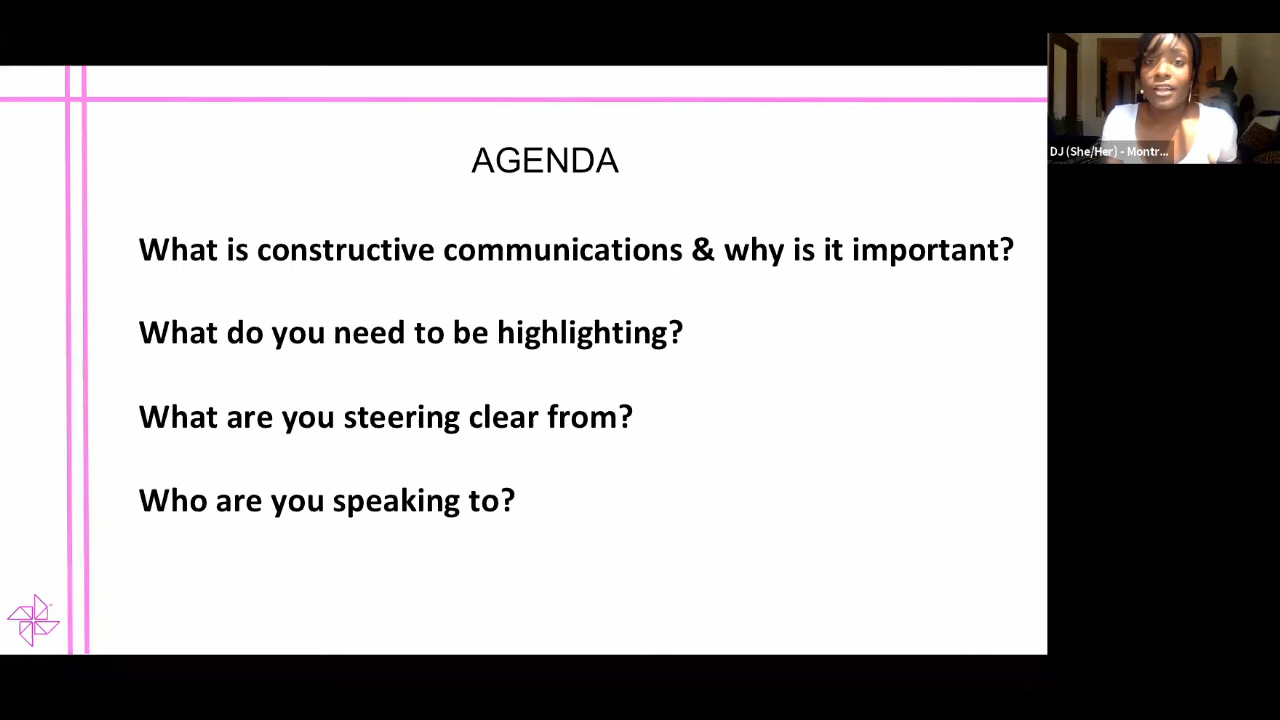 AGENDA
What is constructive communications & why is it important?
What do you need to be highlighting?
What are you steering clear from?
Who are you speaking to?
DJ (She/Her) - Montr...